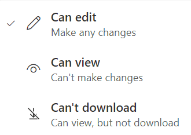 Can edit
Make any changes
Can view
Can't make changes
Can't download
Can view, but not download